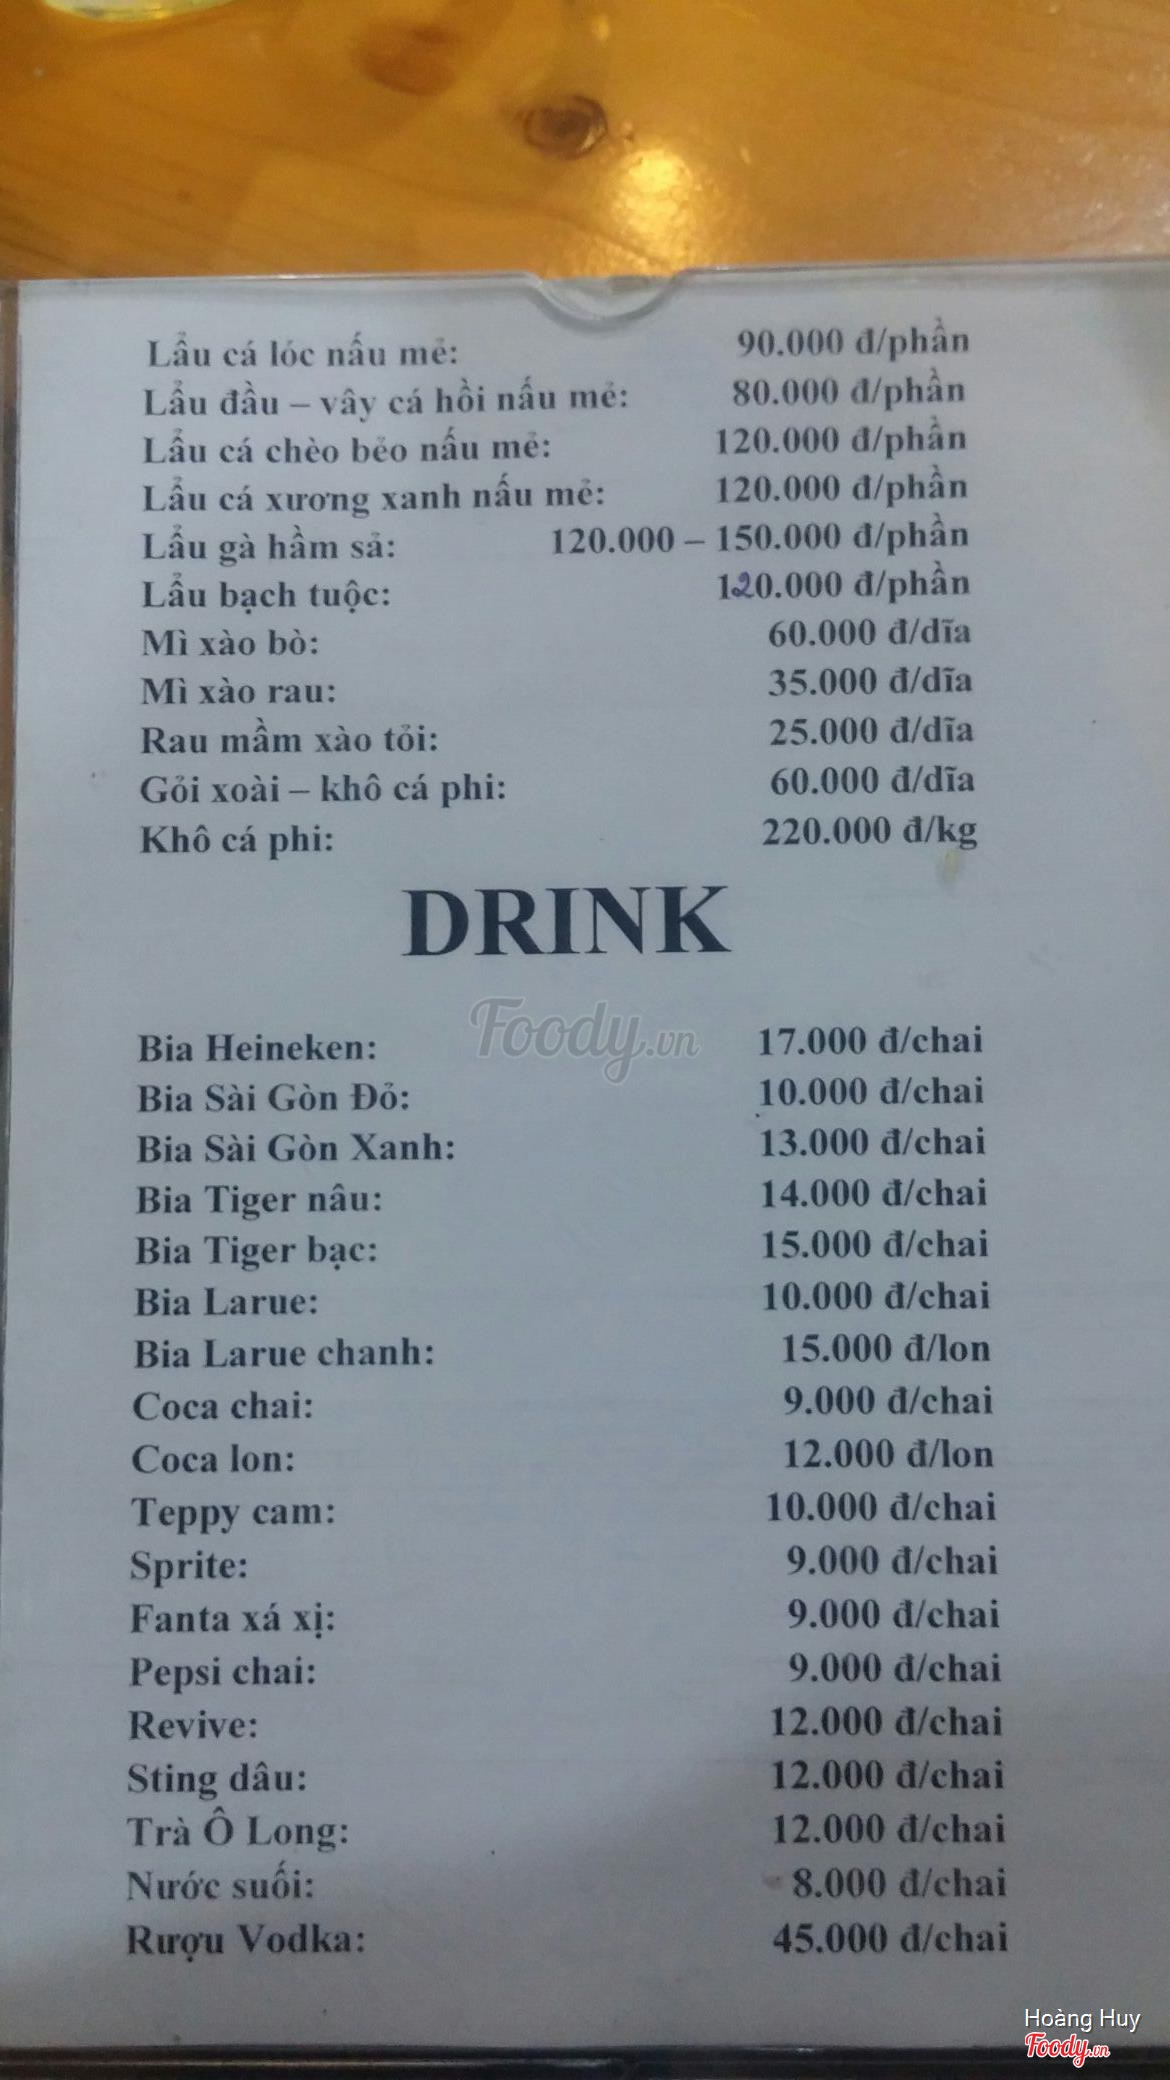 Lẩu cá lóc nấu mẻ: 90.000 đ/phần
Lẩu đầu – vây cá hồi nấu mẻ: 80.000 đ/phần
Lẩu cá chèo bẻo nấu mẻ: 120.000 đ/phần
Lẩu cá xương xanh nấu mẻ: 120.000 đ/phần
Lẩu gà hầm sả: 120.000 – 150.000 đ/phần
Lẩu bạch tuộc: 120.000 đ/phần
Mì xào bò: 60.000 đ/dĩa
Mì xào rau: 35.000 đ/dĩa
Rau mầm xào tỏi: 25.000 đ/dĩa
Gỏi xoài – khô cá phi: 60.000 đ/dĩa
Khô cá phi: 220.000 đ/kg
DRINK
Foody.vn
Bia Heineken: 17.000 đ/chai
Bia Sài Gòn Đỏ: 10.000 đ/chai
Bia Sài Gòn Xanh: 13.000 đ/chai
Bia Tiger nâu: 14.000 đ/chai
Bia Tiger bạc: 15.000 đ/chai
Bia Larue: 10.000 đ/chai
Bia Larue chanh: 15.000 đ/lon
Coca chai: 9.000 đ/chai
Coca lon: 12.000 đ/lon
Teppy cam: 10.000 đ/chai
Sprite: 9.000 đ/chai
Fanta xá xị: 9.000 đ/chai
Pepsi chai: 9.000 đ/chai
Revive: 12.000 đ/chai
Sting dâu: 12.000 đ/chai
Trà Ô Long: 12.000 đ/chai
Nước suối: 8.000 đ/chai
Rượu Vodka: 45.000 đ/chai
Hoàng Huy
Foody.vn